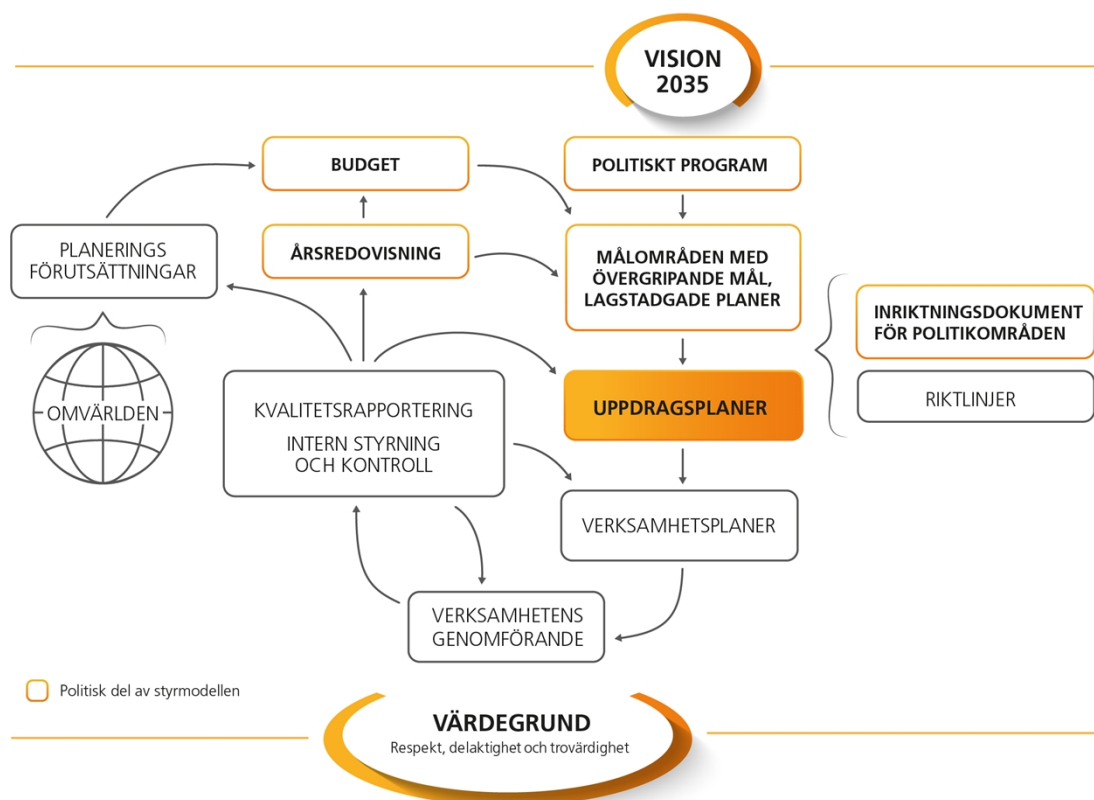 VISION
2035
BUDGET
POLITISKT PROGRAM
PLANERINGS
FÖRUTSÄTTNINGAR
ÅRSREDOVISNING
MÅLOMRÅDEN MED
ÖVERGRIPANDE MÅL,
LAGSTADGADE PLANER
INRIKTNINGSDOKUMENT
FÖR POLITIKOMRÅDEN
OMVÄRLDEN
KVALITETSRAPPORTERING
INTERN STYRNING
OCH KONTROLL
UPPDRAGSPLANER
RIKTLINJER
VERKSAMHETSPLANER
VERKSAMHETENS
GENOMFÖRANDE
Politisk del av styrmodellen
VÄRDEGRUND
Respekt, delaktighet och trovärdighet